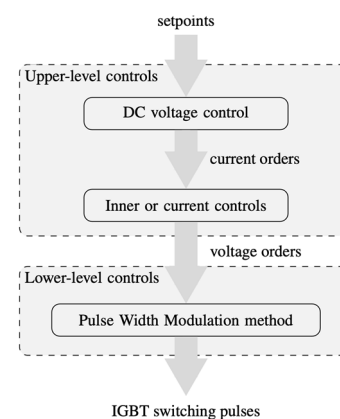 setpoints
Upper-level controls
DC voltage control
current orders
Inner or current controls
voltage orders
Lower-level controls
Pulse Width Modulation method
IGBT switching pulses